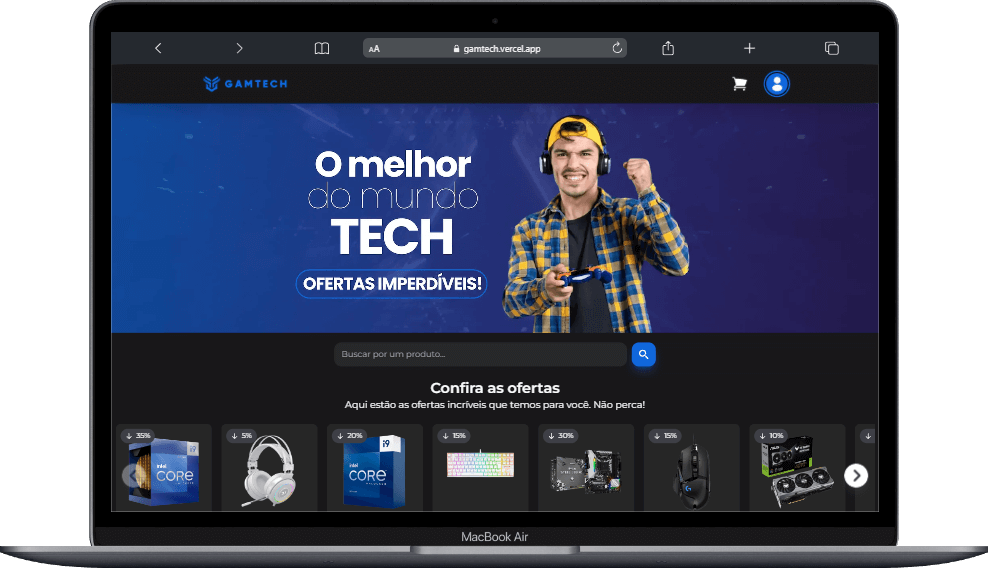 AA
gamtech.vercel.app
GAMTECH
O melhor
do mundo
TECH
OFERTAS IMPERDÍVEIS!
Buscar por um produto...
Confira as ofertas
Aqui estão as ofertas incríveis que temos para você. Não perca!
↓ 35%
↓ 5%
↓ 20%
↓ 15%
↓ 30%
↓ 15%
↓ 10%
↓
i9
intel
CORE
i9
intel
CORE
MacBook Air